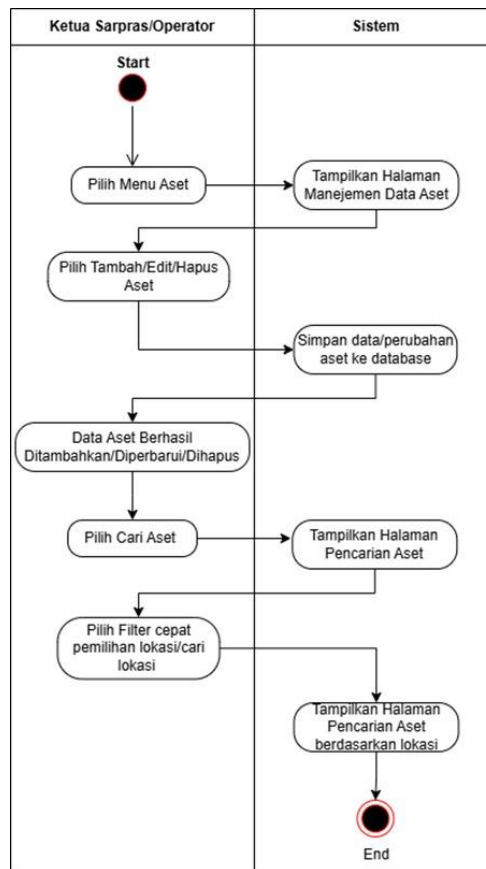 Ketua Sarpras/Operator
Sistem
Start
Pilih Menu Aset
Tampilkan Halaman
Manajemen Data Aset
Pilih Tambah/Edit/Hapus
Aset
Simpan data/perubahan
aset ke database
Data Aset Berhasil
Ditambahkan/Diperbarui/Dihapus
Pilih Cari Aset
Tampilkan Halaman
Pencarian Aset
Pilih Filter cepat
pemilihan lokasi/cari
lokasi
Tampilkan Halaman
Pencarian Aset
berdasarkan lokasi
End